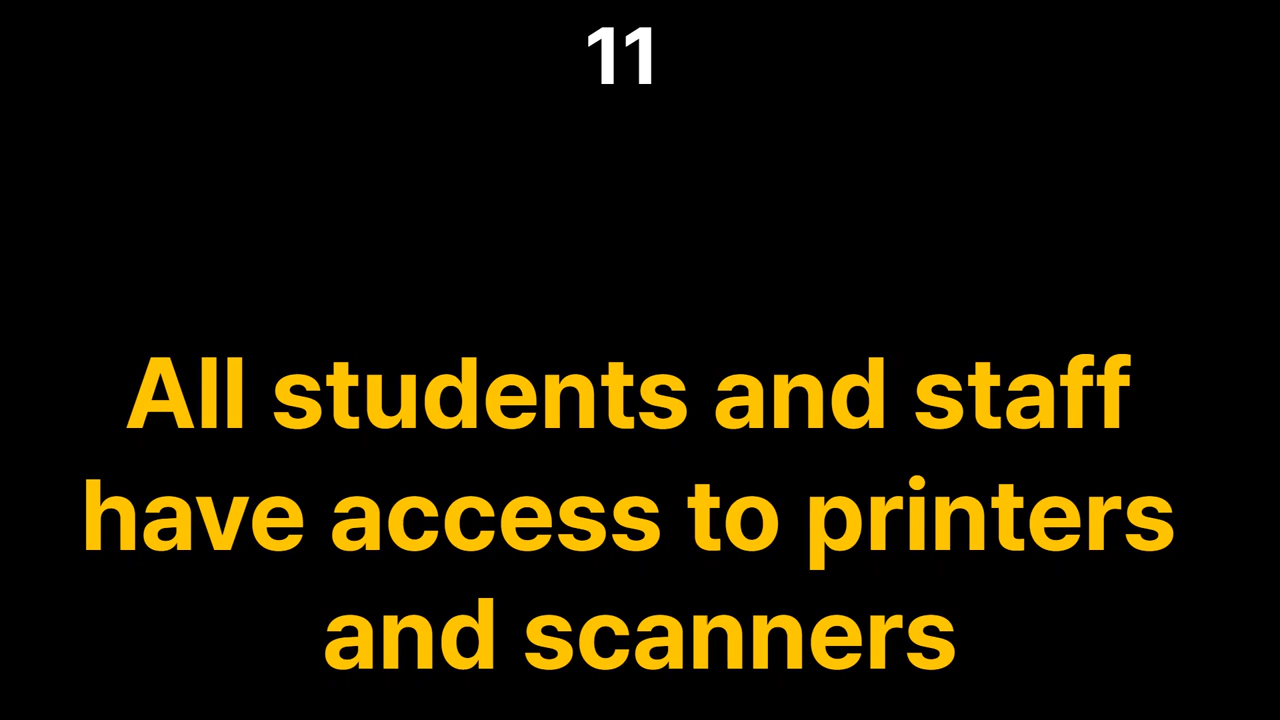 11
All students and staff
have access to printers
and scanners